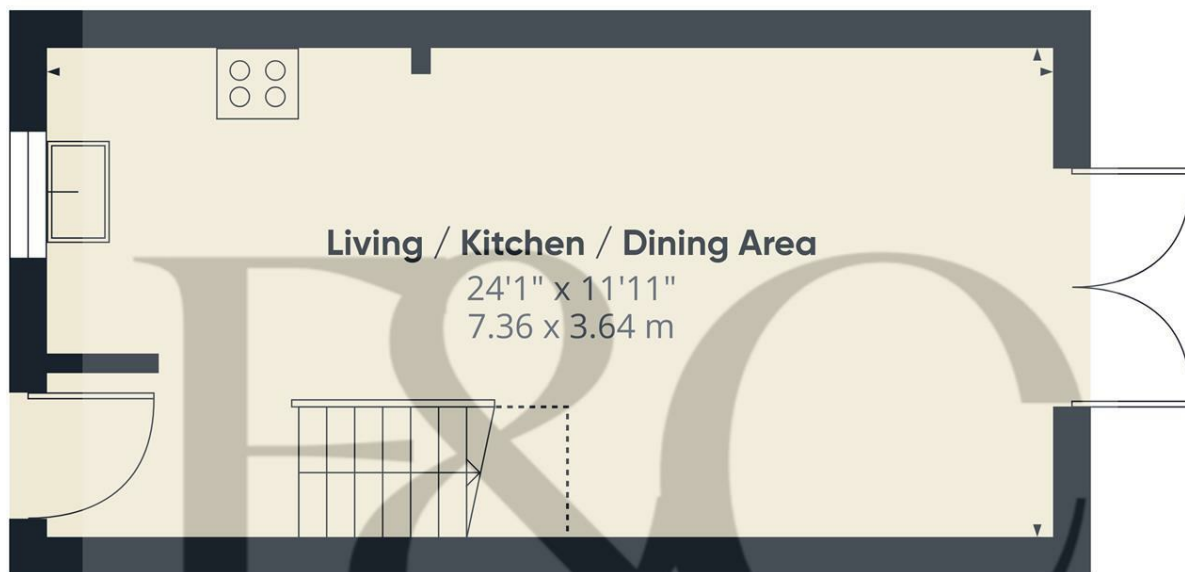 Living / Kitchen / Dining Area
24'1" x 11'11"
7.36 x 3.64 m
F&C